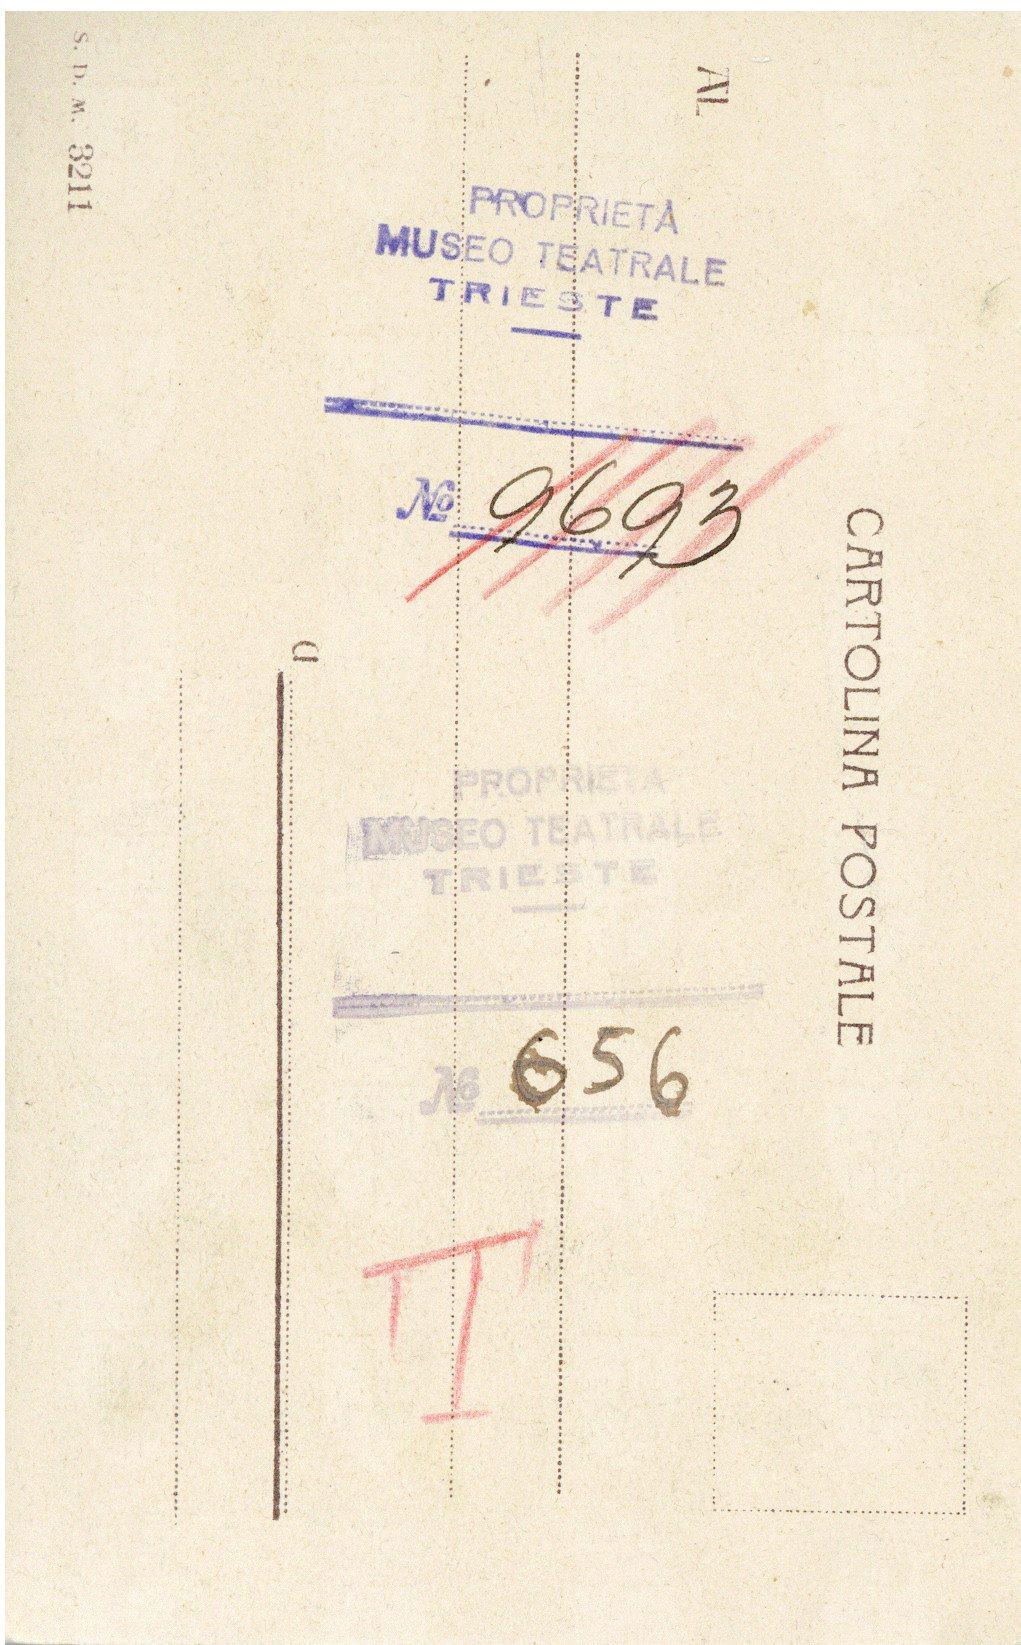 S. D. M. 3211
AL
PROPRIETÀ
MUSEO TEATRALE
TRIESTE
No 9693
CARTOLINA POSTALE
a
PROPRIETÀ
MUSEO TEATRALE
TRIESTE
No 656
T